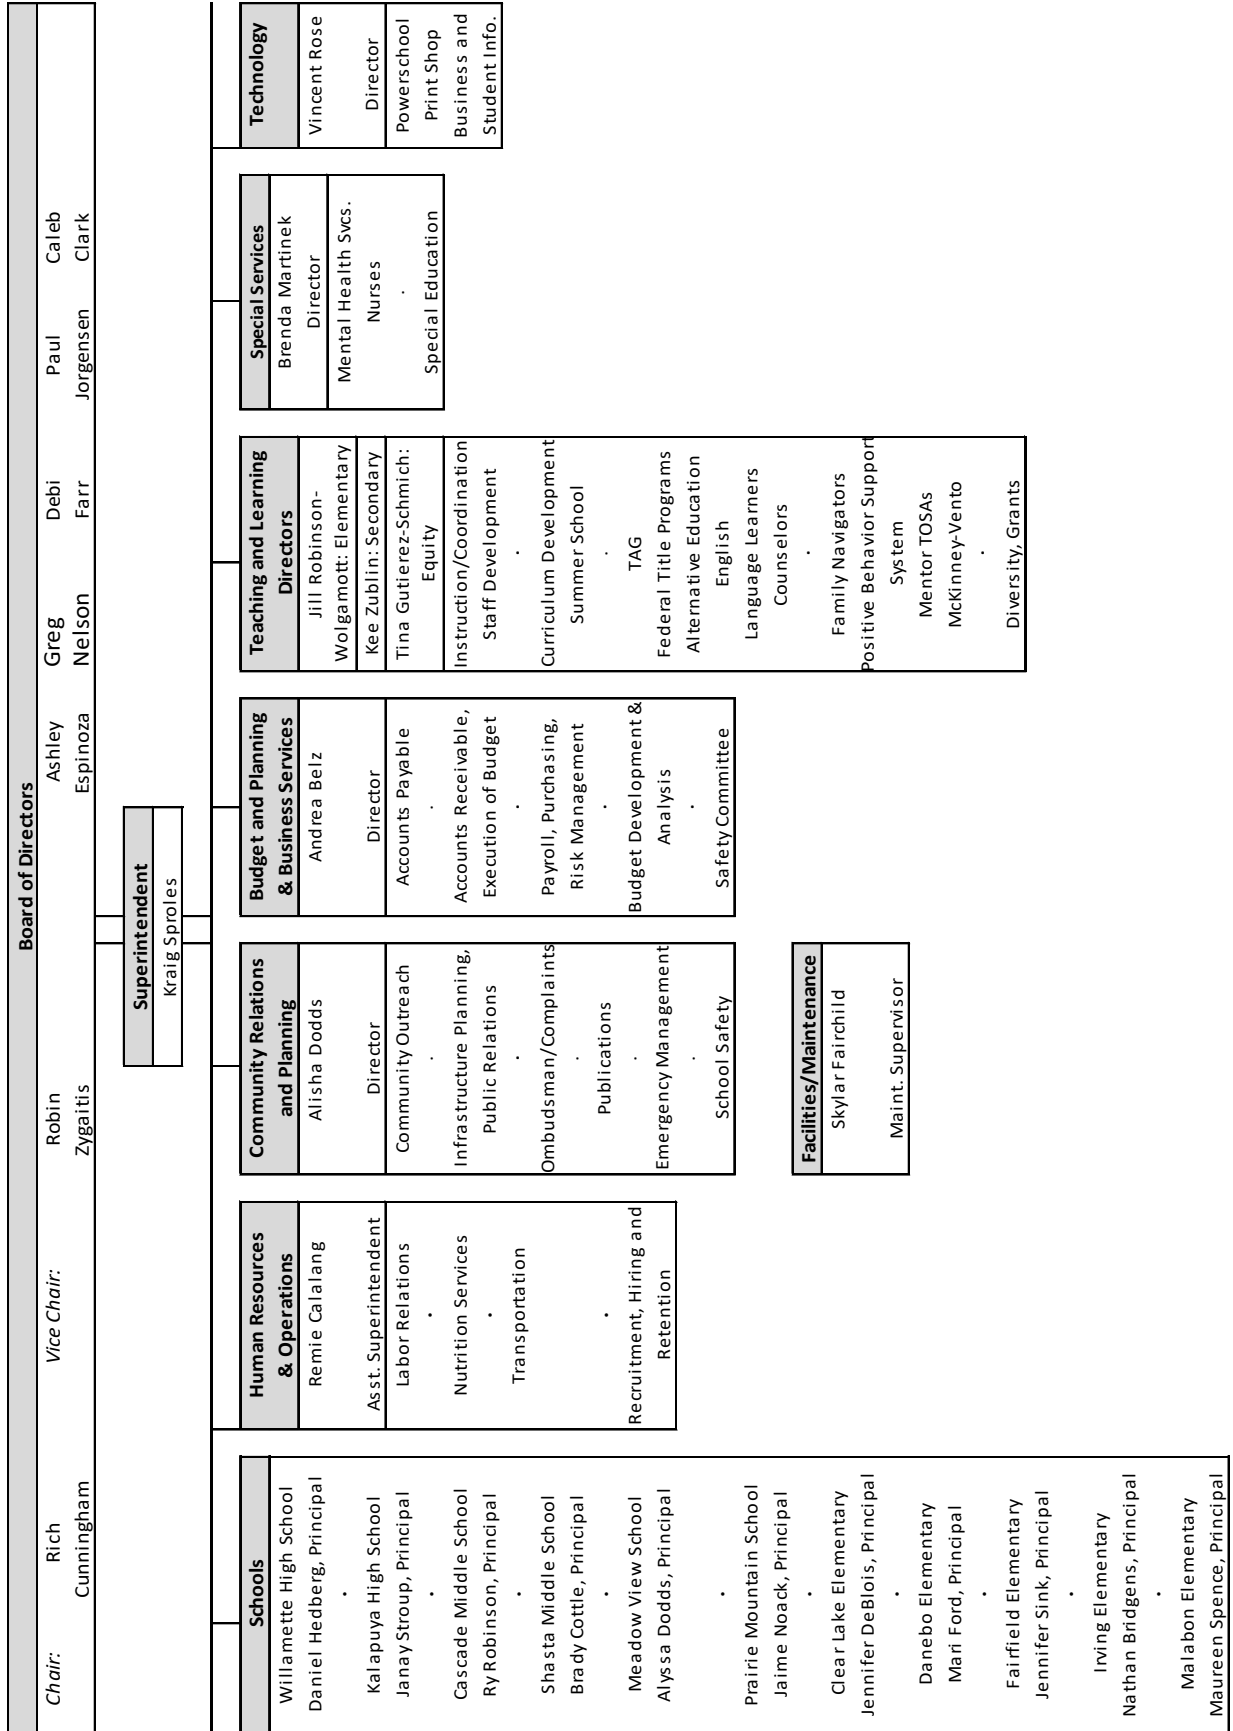 Board of Directors
Chair:
Rich
Cunningham
Vice Chair:
Robin
Zygaitis
Ashley
Espinoza
Greg
Nelson
Debi
Farr
Paul
Jorgensen
Caleb
Clark
Superintendent
Kraig Sproles
Schools
Willamette High School
Daniel Hedberg, Principal
·
Kalapuya High School
Janay Stroup, Principal
·
Cascade Middle School
Ry Robinson, Principal
·
Shasta Middle School
Brady Cottle, Principal
·
Meadow View School
Alyssa Dodds, Principal
·
Prairie Mountain School
Jaime Noack, Principal
·
Clear Lake Elementary
Jennifer DeBlois, Principal
·
Danebo Elementary
Mari Ford, Principal
·
Fairfield Elementary
Jennifer Sink, Principal
·
Irving Elementary
Nathan Bridgens, Principal
·
Malabon Elementary
Maureen Spence, Principal
Human Resources
& Operations
Remie Calalang
Asst. Superintendent
Labor Relations
·
Nutrition Services
·
Transportation
·
Recruitment, Hiring and
Retention
Community Relations
and Planning
Alisha Dodds
Director
Community Outreach
·
Infrastructure Planning,
Public Relations
·
Ombudsman/Complaints
·
Publications
·
Emergency Management
·
School Safety
Facilities/Maintenance
Skylar Fairchild
Maint. Supervisor
Budget and Planning
& Business Services
Andrea Belz
Director
Accounts Payable
·
Accounts Receivable,
Execution of Budget
·
Payroll, Purchasing,
Risk Management
·
Budget Development &
Analysis
·
Safety Committee
Teaching and Learning
Directors
Jill Robinson-
Wolgamott: Elementary
Kee Zublin: Secondary
Tina Gutierez-Schmich:
Equity
Instruction/Coordination
Staff Development
·
Curriculum Development
Summer School
·
TAG
Federal Title Programs
Alternative Education
English
Language Learners
Counselors
·
Family Navigators
Positive Behavior Support
System
Mentor TOSAs
McKinney-Vento
·
Diversity, Grants
Special Services
Brenda Martinek
Director
Mental Health Svcs.
Nurses
·
Special Education
Technology
Vincent Rose
Director
Powerschool
Print Shop
Business and
Student Info.